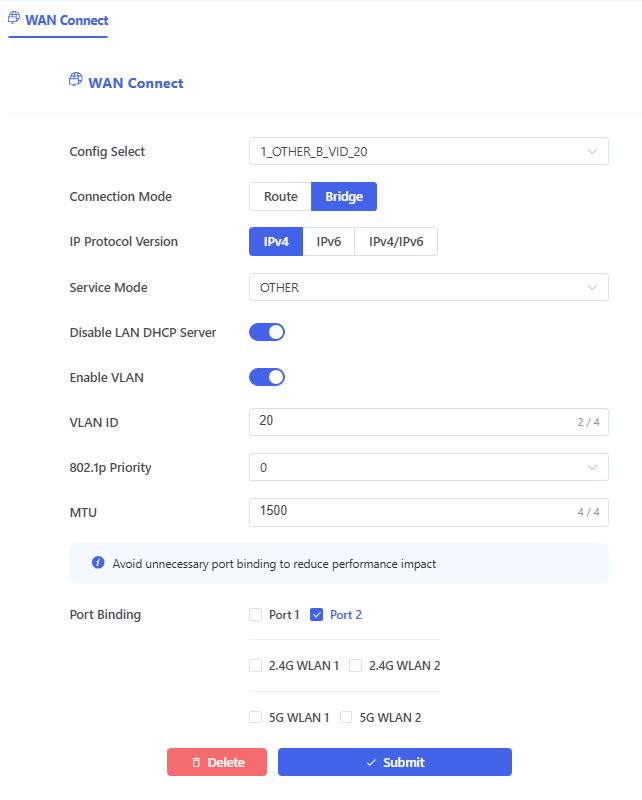 WAN Connect
WAN Connect
Config Select 1_OTHER_B_VID_20
Connection Mode Route Bridge
IP Protocol Version IPv4 IPv6 IPv4/IPv6
Service Mode OTHER
Disable LAN DHCP Server
Enable VLAN
VLAN ID 20 2 / 4
802.1p Priority 0
MTU 1500 4 / 4
Avoid unnecessary port binding to reduce performance impact
Port Binding Port 1 Port 2
2.4G WLAN 1 2.4G WLAN 2
5G WLAN 1 5G WLAN 2
Delete Submit